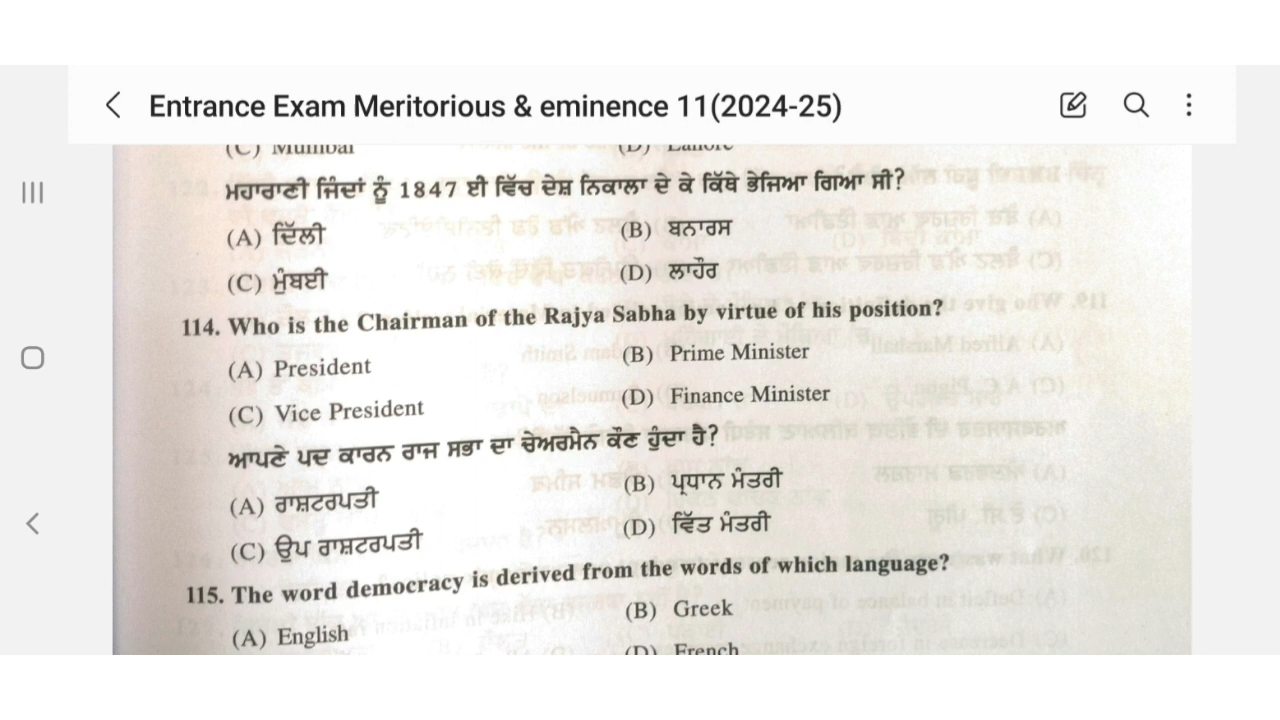 Entrance Exam Meritorious & eminence 11(2024-25)
(C) Mumbai (D) Lahore
ਮਹਾਰਾਣੀ ਜਿੰਦਾਂ ਨੂੰ 1847 ਈ ਵਿੱਚ ਦੇਸ਼ ਨਿਕਾਲਾ ਦੇ ਕੇ ਕਿੱਥੇ ਭੇਜਿਆ ਗਿਆ ਸੀ?
(A) ਦਿੱਲੀ (B) ਬਨਾਰਸ
(C) ਮੁੰਬਈ (D) ਲਾਹੌਰ
114. Who is the Chairman of the Rajya Sabha by virtue of his position?
(A) President (B) Prime Minister
(C) Vice President (D) Finance Minister
ਆਪਣੇ ਪਦ ਕਾਰਨ ਰਾਜ ਸਭਾ ਦਾ ਚੇਅਰਮੈਨ ਕੌਣ ਹੁੰਦਾ ਹੈ?
(A) ਰਾਸ਼ਟਰਪਤੀ (B) ਪ੍ਰਧਾਨ ਮੰਤਰੀ
(C) ਉਪ ਰਾਸ਼ਟਰਪਤੀ (D) ਵਿੱਤ ਮੰਤਰੀ
115. The word democracy is derived from the words of which language?
(A) English (B) Greek
(D) French